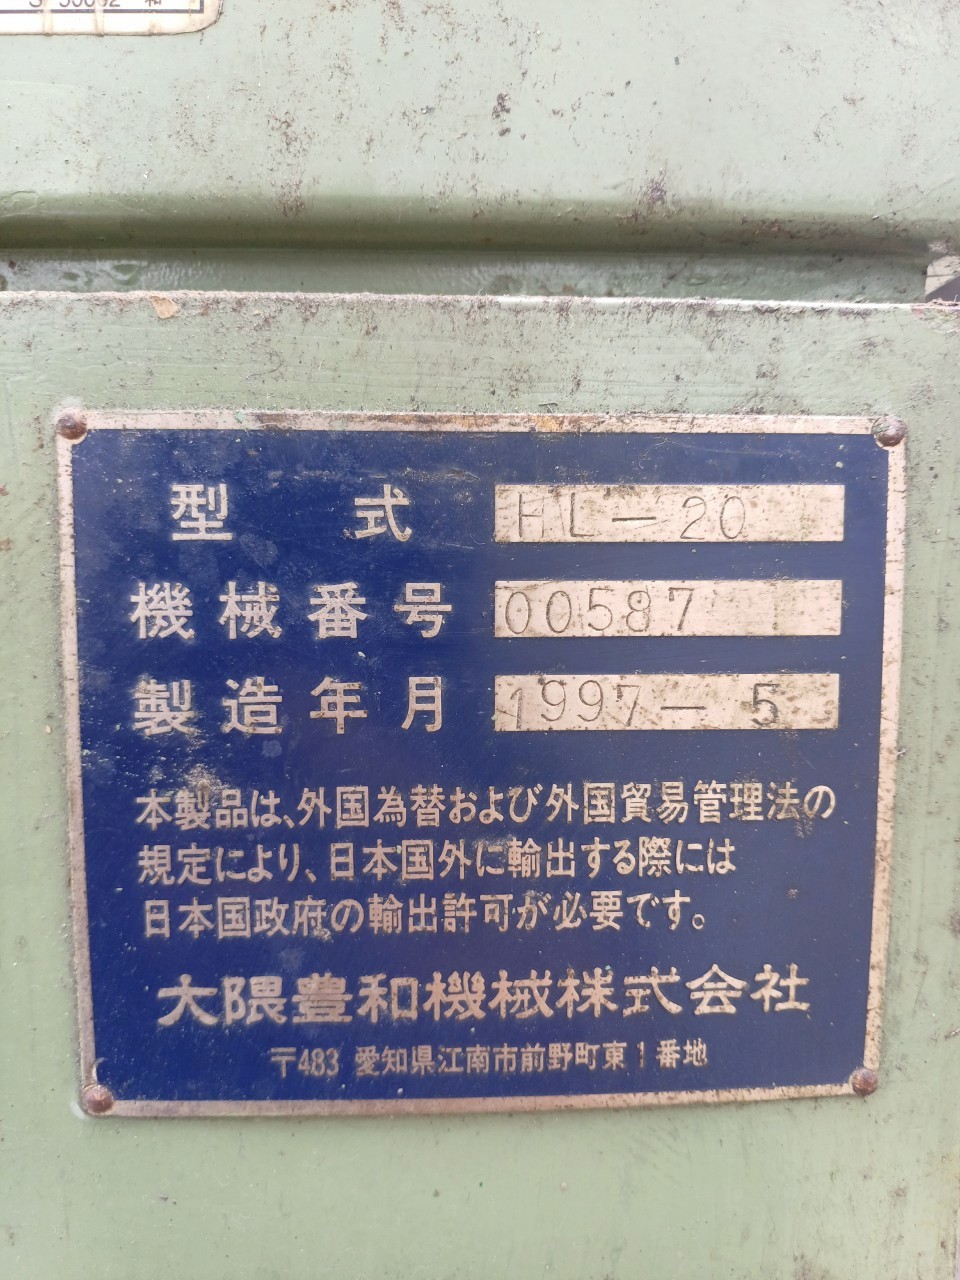 型 式 HL-20
機械番号 00587
製造年月 1997-5
本製品は、外国為替および外国貿易管理法の
規定により、日本国外に輸出する際には
日本国政府の輸出許可が必要です。
大隈豊和機械株式会社
〒483 愛知県江南市前野町東1番地